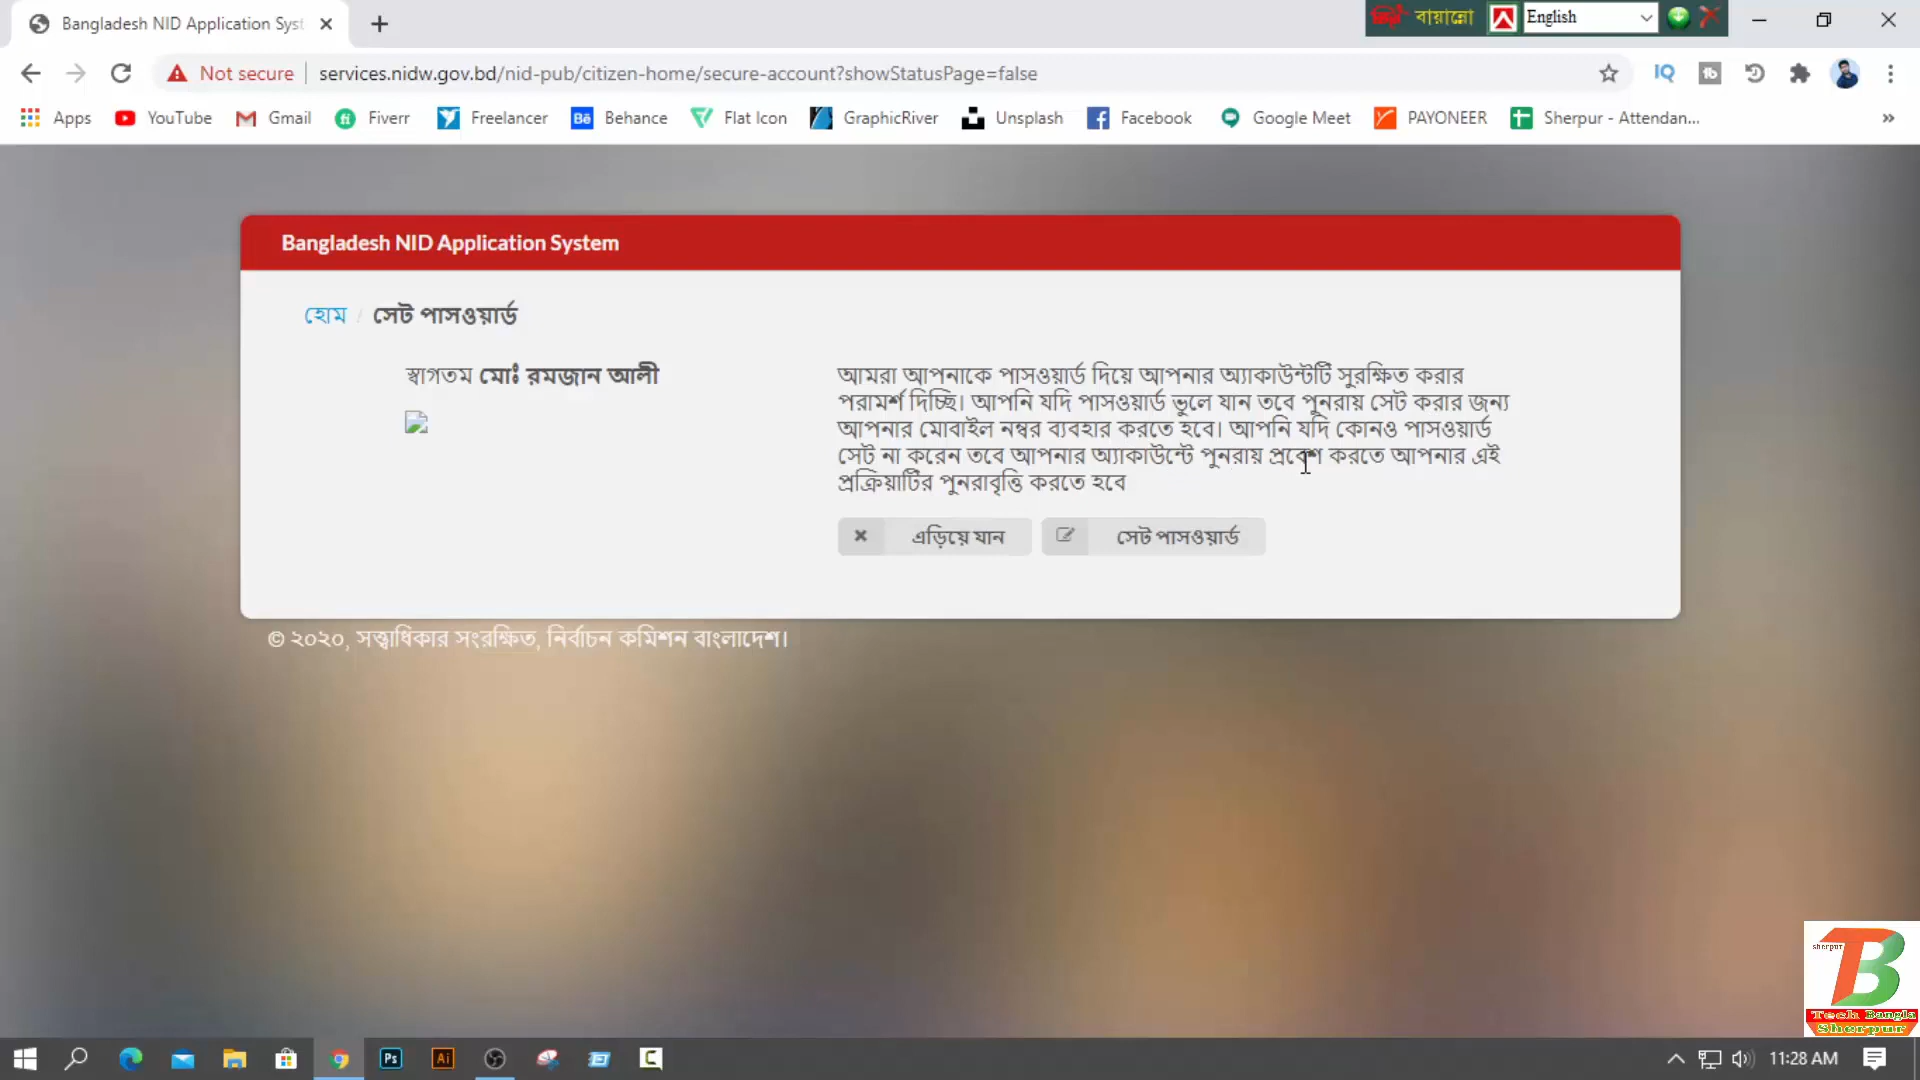 Bangladesh NID Application Syst
বায়ান্নো
English
Not secure
services.nidw.gov.bd/nid-pub/citizen-home/secure-account?showStatusPage=false
Apps
YouTube
Gmail
Fiverr
Freelancer
Behance
Flat Icon
GraphicRiver
Unsplash
Facebook
Google Meet
PAYONEER
Sherpur - Attendan...
Bangladesh NID Application System
হোম / সেট পাসওয়ার্ড
স্বাগতম মোঃ রমজান আলী
আমরা আপনাকে পাসওয়ার্ড দিয়ে আপনার অ্যাকাউন্টটি সুরক্ষিত করার
পরামর্শ দিচ্ছি। আপনি যদি পাসওয়ার্ড ভুলে যান তবে পুনরায় সেট করার জন্য
আপনার মোবাইল নম্বর ব্যবহার করতে হবে। আপনি যদি কোনও পাসওয়ার্ড
সেট না করেন তবে আপনার অ্যাকাউন্টে পুনরায় প্রবেশ করতে আপনার এই
প্রক্রিয়াটির পুনরাবৃত্তি করতে হবে
এড়িয়ে যান
সেট পাসওয়ার্ড
© ২০২০, সত্ত্বাধিকার সংরক্ষিত, নির্বাচন কমিশন বাংলাদেশ।
sherpur
TB
Tech Bangla
Sherpur
11:28 AM